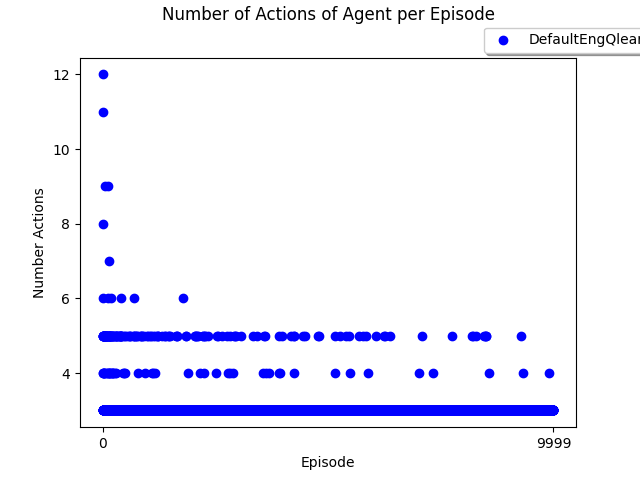 Number of Actions of Agent per Episode
DefaultEngQlear
12
10
8
6
4
Number Actions
0
9999
Episode